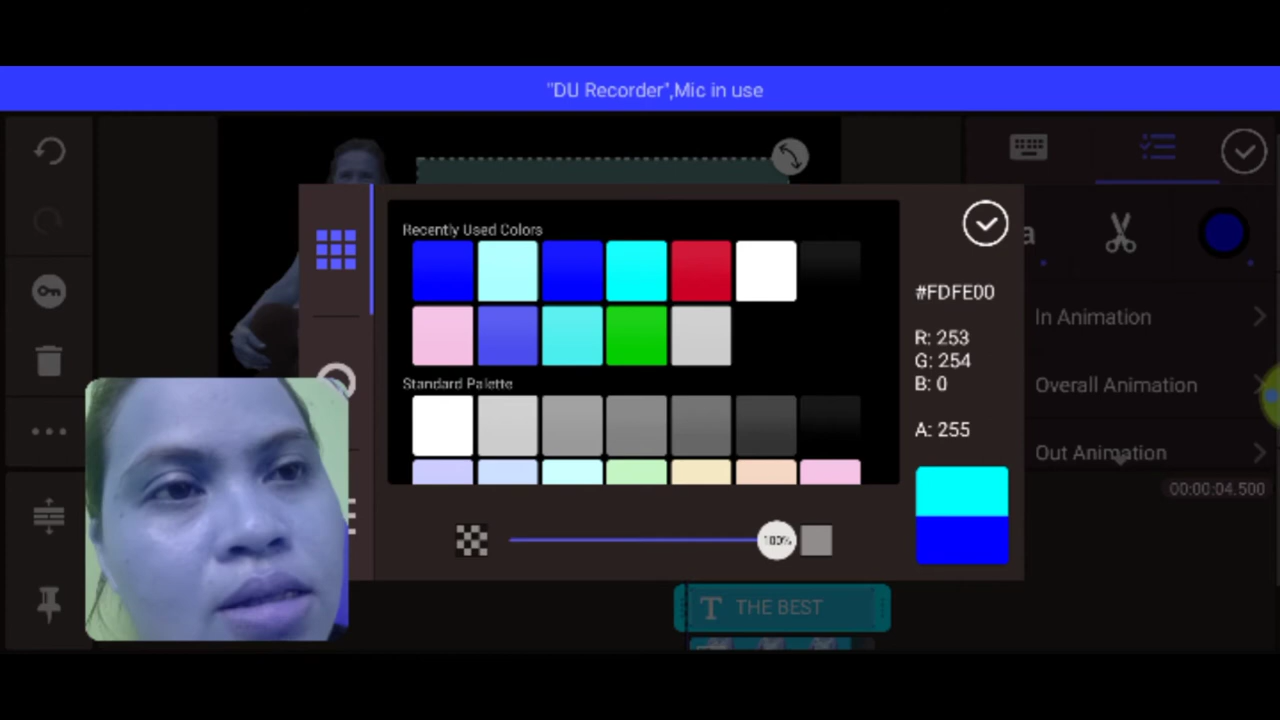 "DU Recorder",Mic in use
Recently Used Colors
Standard Palette
#FDFE00
R: 253
G: 254
B: 0
A: 255
100%
a
In Animation
Overall Animation
Out Animation
00:00:04.500
T THE BEST